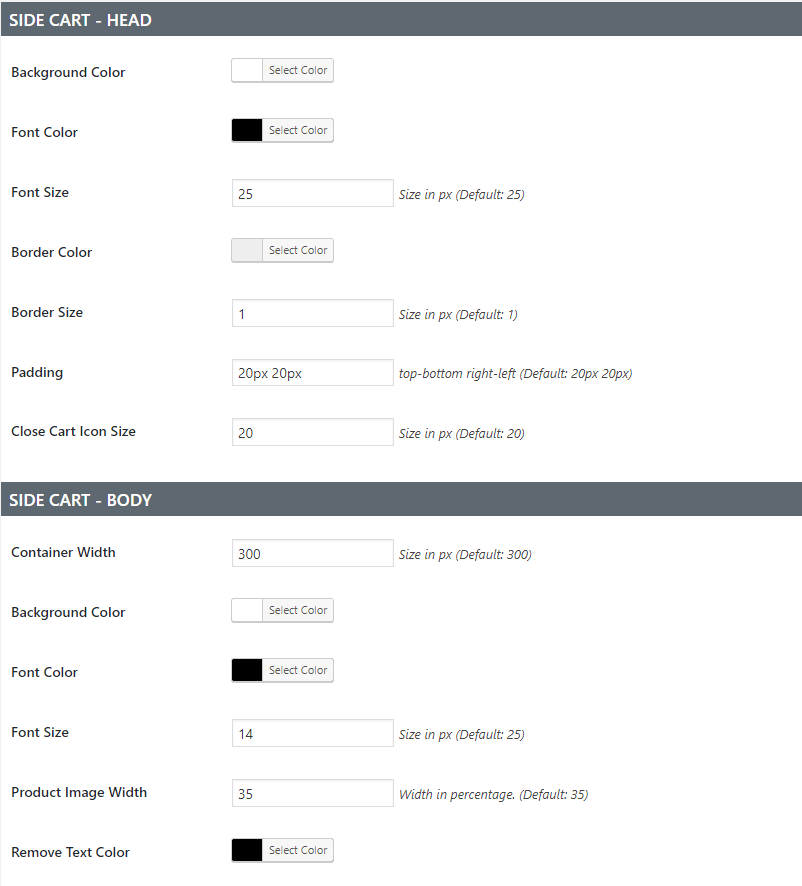 SIDE CART - HEAD
Background Color Select Color
Font Color Select Color
Font Size 25 Size in px (Default: 25)
Border Color Select Color
Border Size 1 Size in px (Default: 1)
Padding 20px 20px top-bottom right-left (Default: 20px 20px)
Close Cart Icon Size 20 Size in px (Default: 20)
SIDE CART - BODY
Container Width 300 Size in px (Default: 300)
Background Color Select Color
Font Color Select Color
Font Size 14 Size in px (Default: 25)
Product Image Width 35 Width in percentage. (Default: 35)
Remove Text Color Select Color